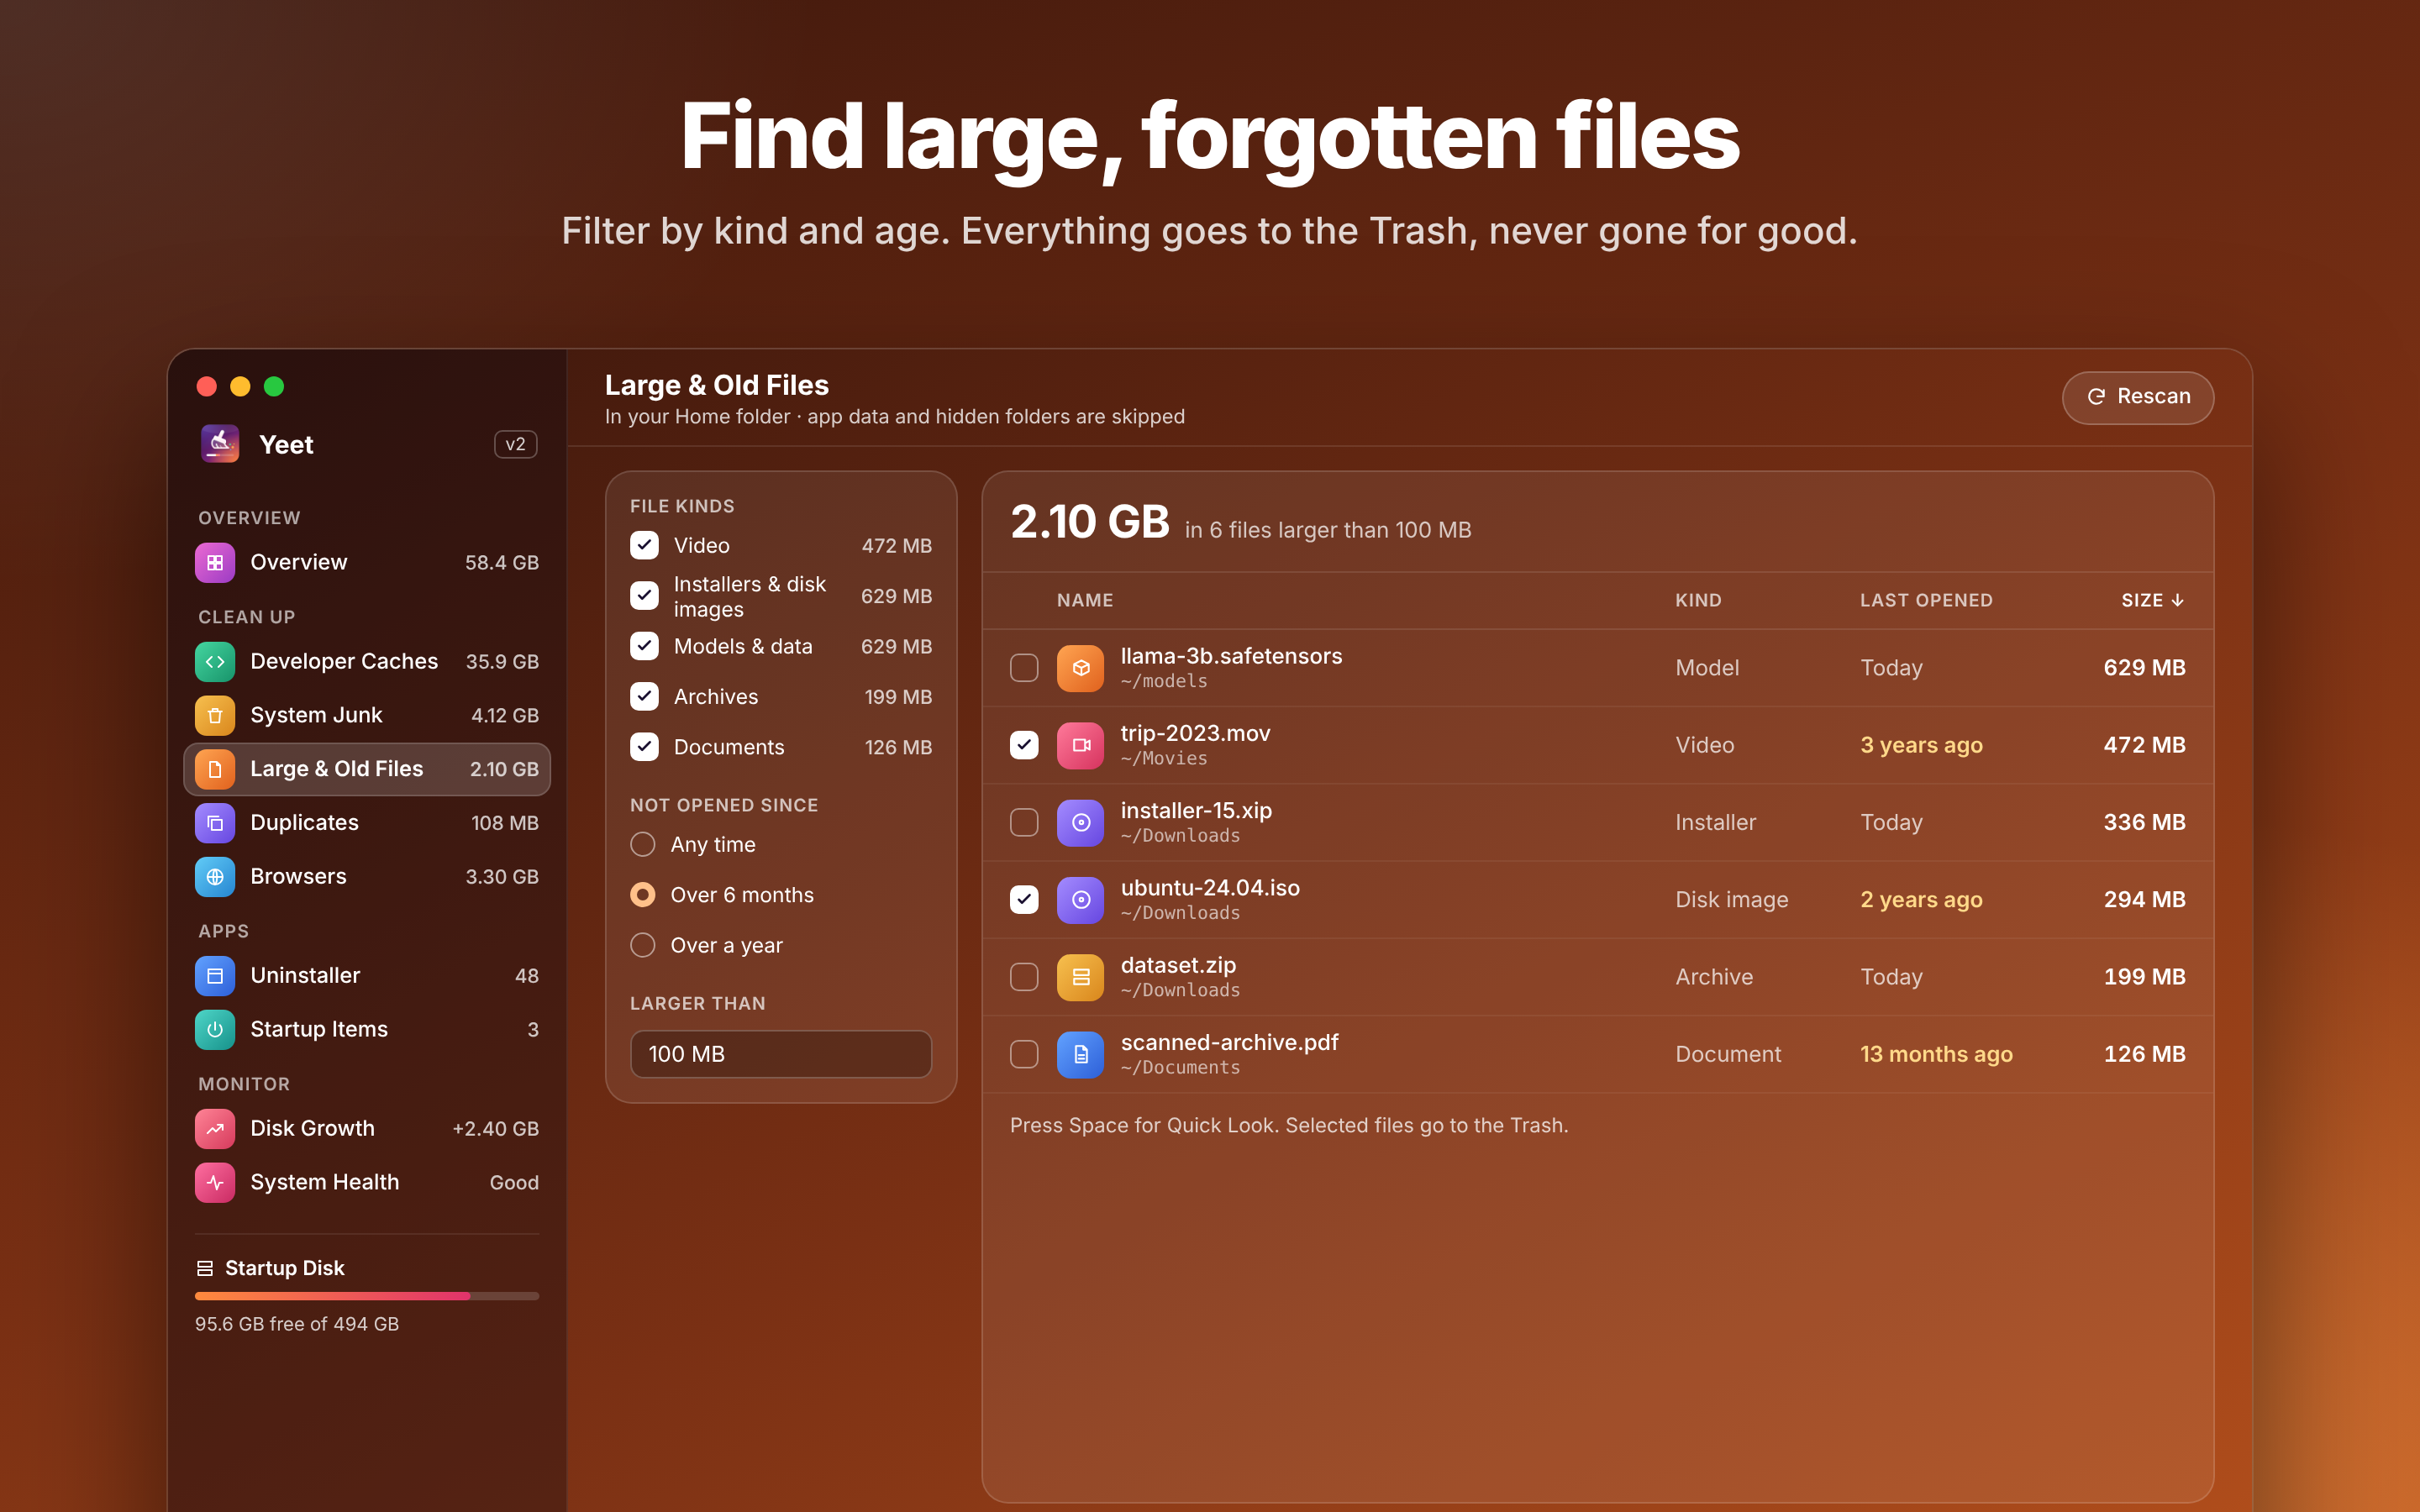 Find large, forgotten files
Filter by kind and age. Everything goes to the Trash, never gone for good.
Yeet
v2
OVERVIEW
Overview 58.4 GB
CLEAN UP
Developer Caches 35.9 GB
System Junk 4.12 GB
Large & Old Files 2.10 GB
Duplicates 108 MB
Browsers 3.30 GB
APPS
Uninstaller 48
Startup Items 3
MONITOR
Disk Growth +2.40 GB
System Health Good
Startup Disk
95.6 GB free of 494 GB
Large & Old Files
In your Home folder · app data and hidden folders are skipped
Rescan
FILE KINDS
Video 472 MB
Installers & disk
images 629 MB
Models & data 629 MB
Archives 199 MB
Documents 126 MB
NOT OPENED SINCE
Any time
Over 6 months
Over a year
LARGER THAN
100 MB
2.10 GB in 6 files larger than 100 MB
NAME KIND LAST OPENED SIZE ↓
llama-3b.safetensors Model Today 629 MB
~/models
trip-2023.mov Video 3 years ago 472 MB
~/Movies
installer-15.xip Installer Today 336 MB
~/Downloads
ubuntu-24.04.iso Disk image 2 years ago 294 MB
~/Downloads
dataset.zip Archive Today 199 MB
~/Downloads
scanned-archive.pdf Document 13 months ago 126 MB
~/Documents
Press Space for Quick Look. Selected files go to the Trash.